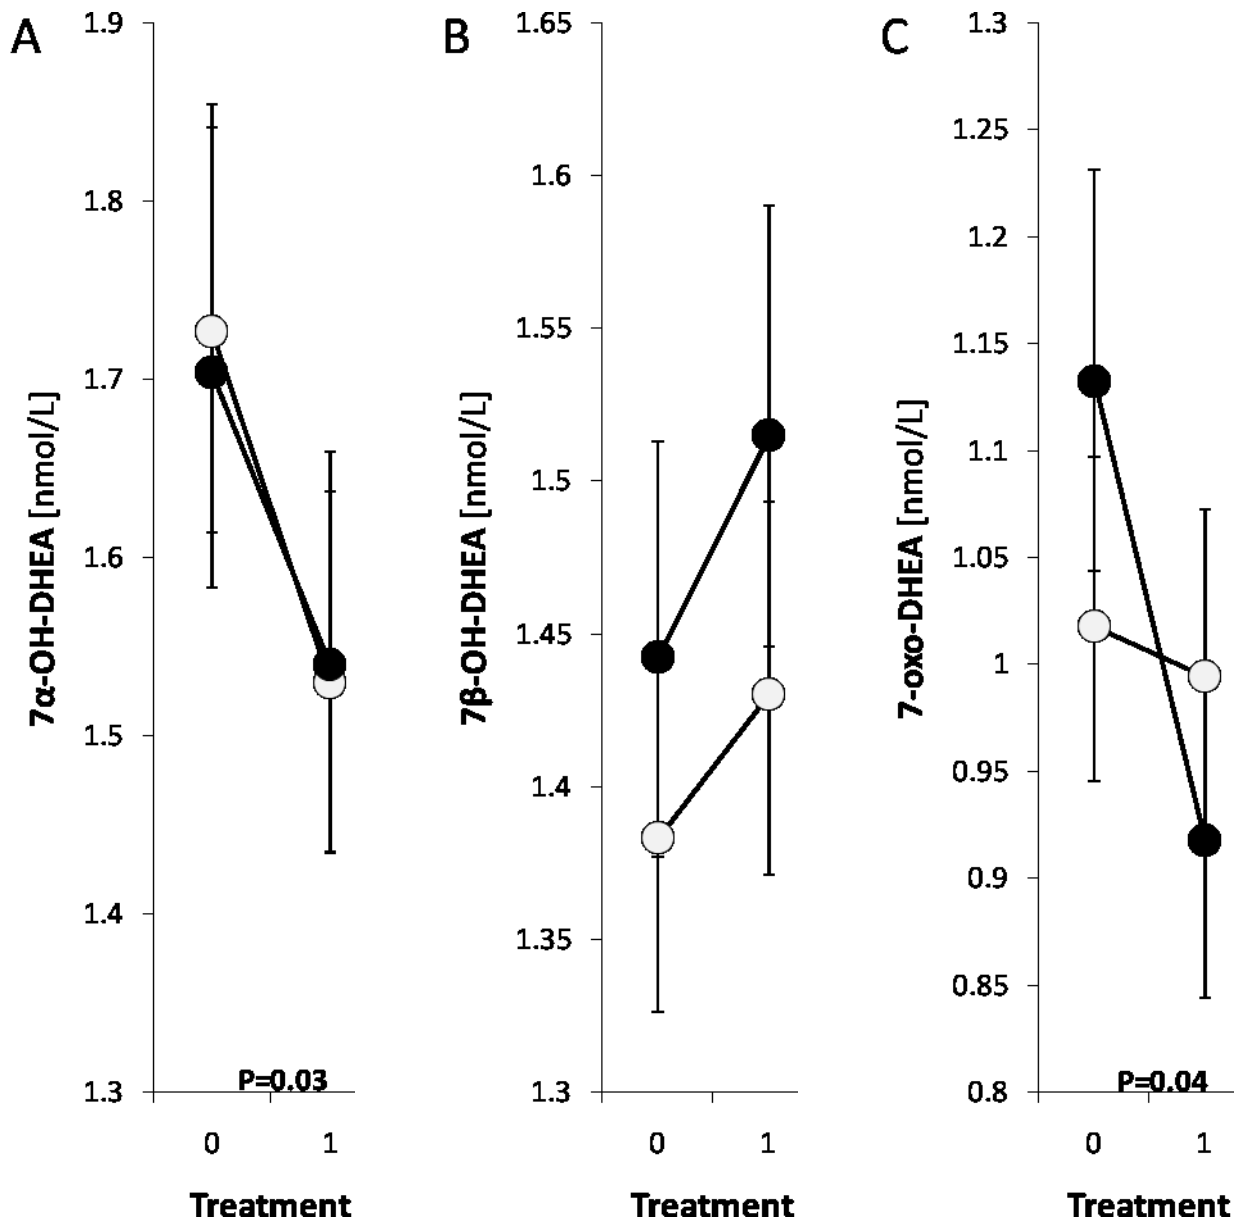 A
7α-OH-DHEA [nmol/L]
1.9
1.8
1.7
1.6
1.5
1.4
1.3
P=0.03
0 1
Treatment
B
7β-OH-DHEA [nmol/L]
1.65
1.6
1.55
1.5
1.45
1.4
1.35
1.3
0 1
Treatment
C
7-oxo-DHEA [nmol/L]
1.3
1.25
1.2
1.15
1.1
1.05
1
0.95
0.9
0.85
0.8
P=0.04
0 1
Treatment